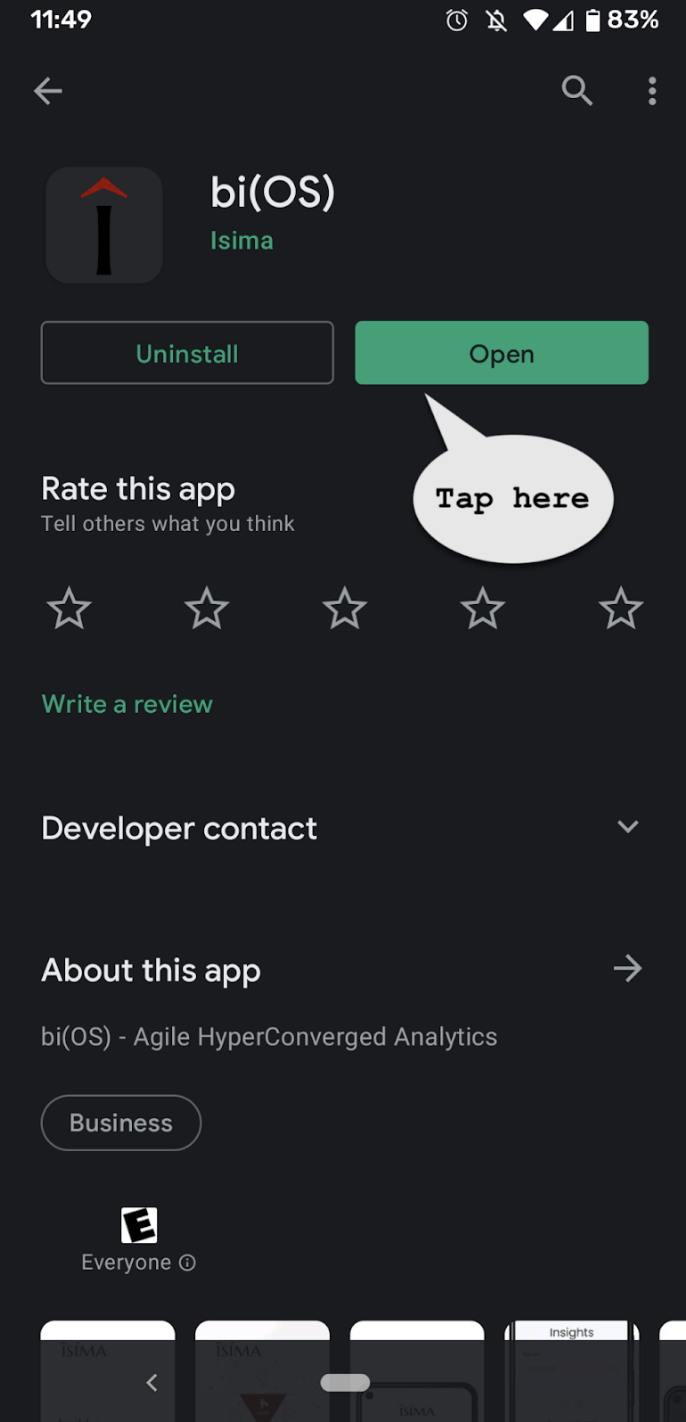 11:49
83%
bi(OS)
Isima
Uninstall
Open
Tap here
Rate this app
Tell others what you think
Write a review
Developer contact
About this app
bi(OS) - Agile HyperConverged Analytics
Business
E
Everyone
ISIMA
ISIMA
ISIMA
Insights